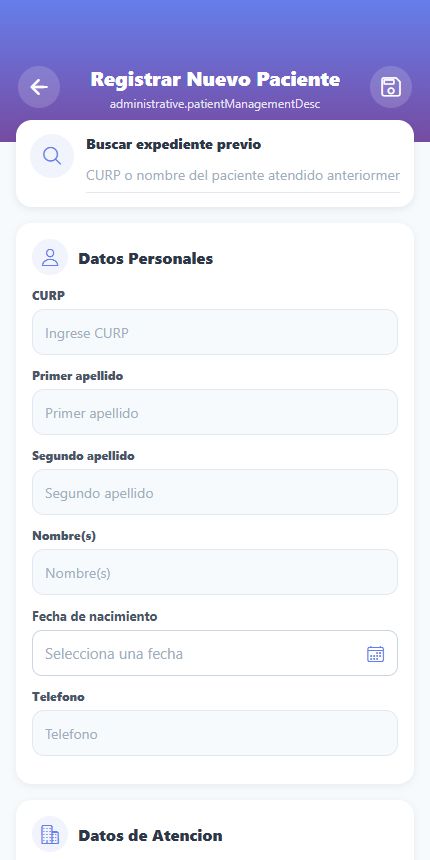 Registrar Nuevo Paciente
administrative.patientManagementDesc
Buscar expediente previo
CURP o nombre del paciente atendido anteriormer
Datos Personales
CURP
Ingrese CURP
Primer apellido
Primer apellido
Segundo apellido
Segundo apellido
Nombre(s)
Nombre(s)
Fecha de nacimiento
Selecciona una fecha
Telefono
Telefono
Datos de Atencion